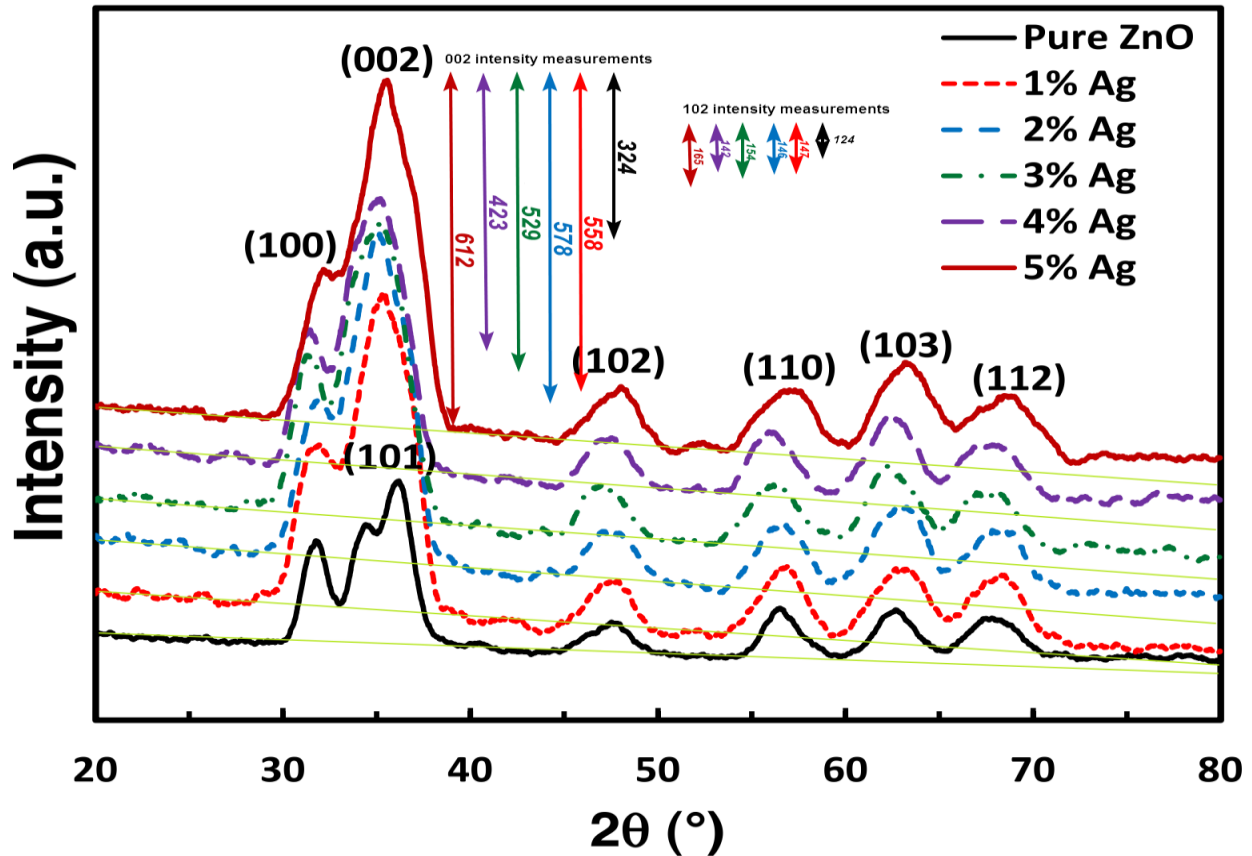 (002)
002 intensity measurements
Pure ZnO
1% Ag
2% Ag
3% Ag
4% Ag
5% Ag
102 intensity measurements
165
142
154
146
147
124
324
423
529
578
558
612
(100)
(102)
(110)
(103)
(112)
(101)
Intensity (a.u.)
20
30
40
50
60
70
80
2θ (°)